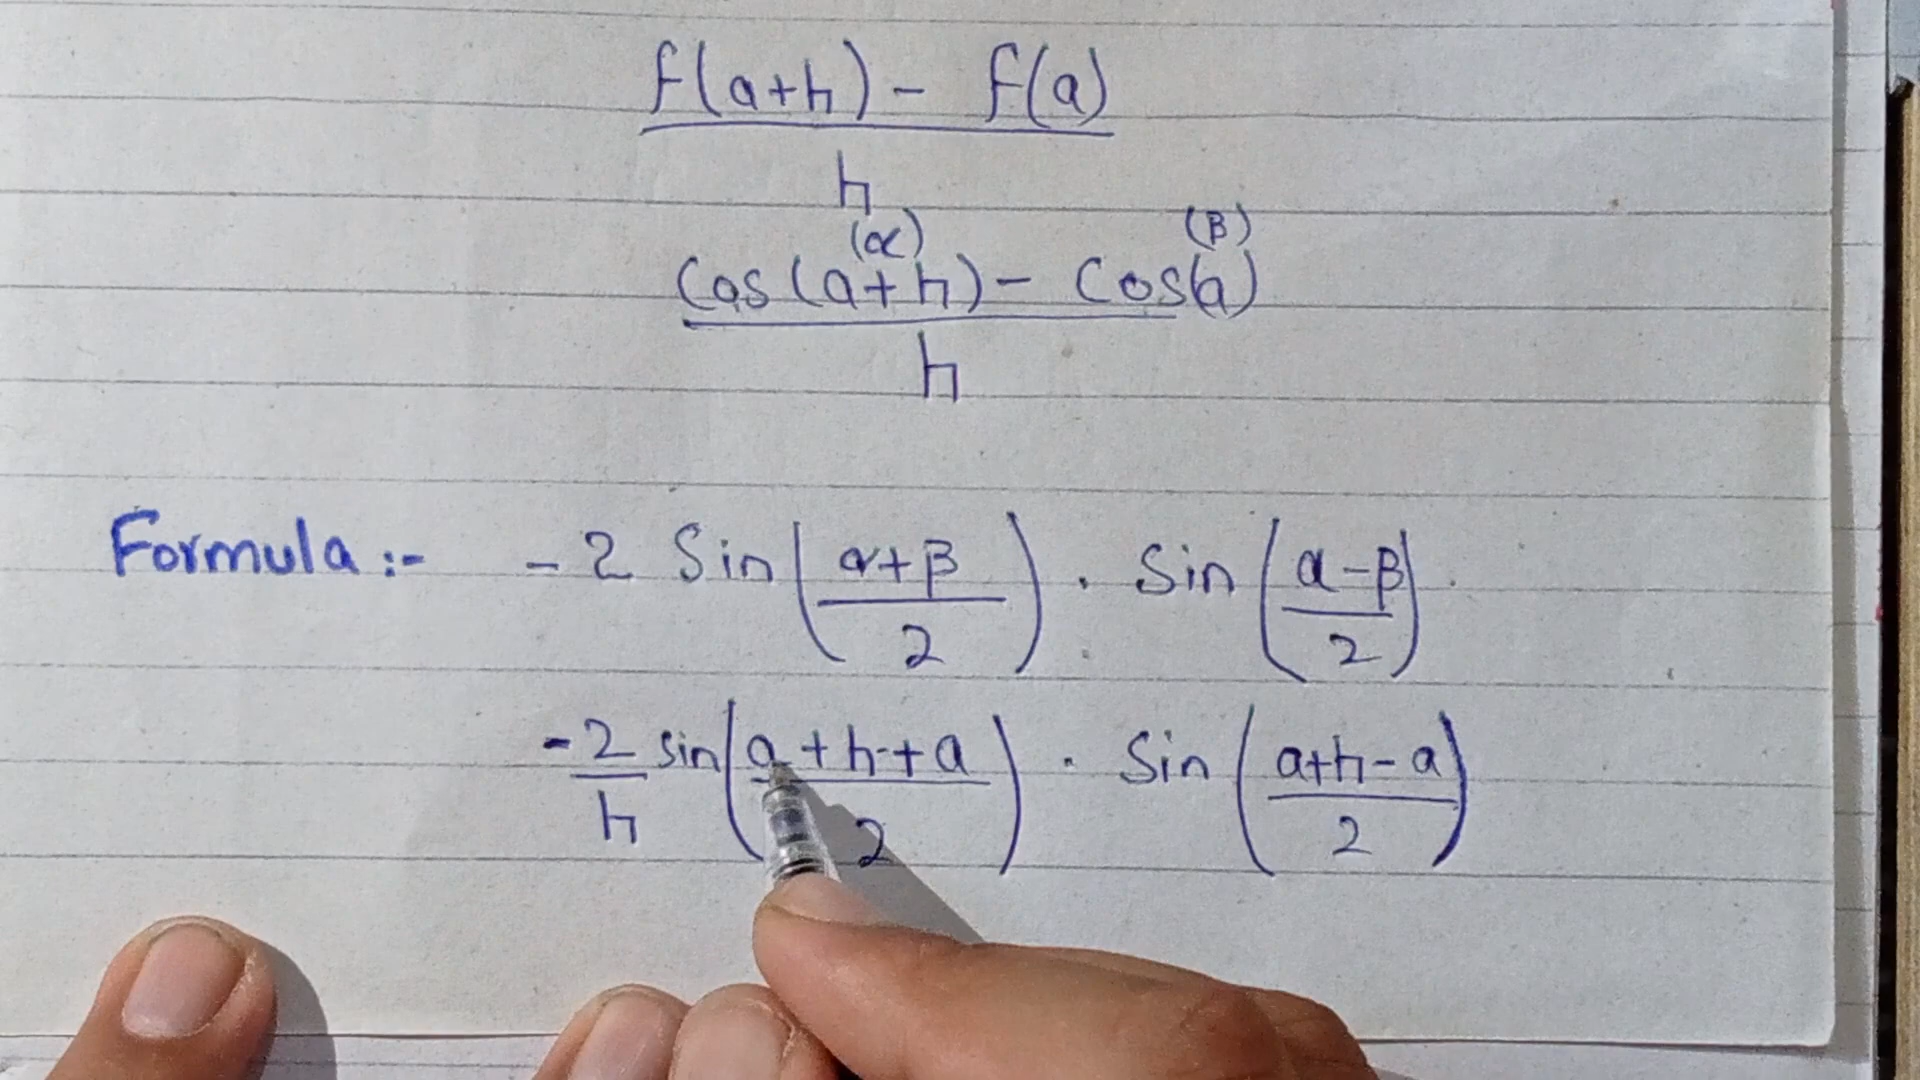 f(a+h) - f(a)
h
(α) (β)
Cos(a+h) - Cos(a)
h
Formula :- -2 Sin(α+β/2) . Sin(α-β/2)
-2/h sin(a+h+a/2) . Sin(a+h-a/2)